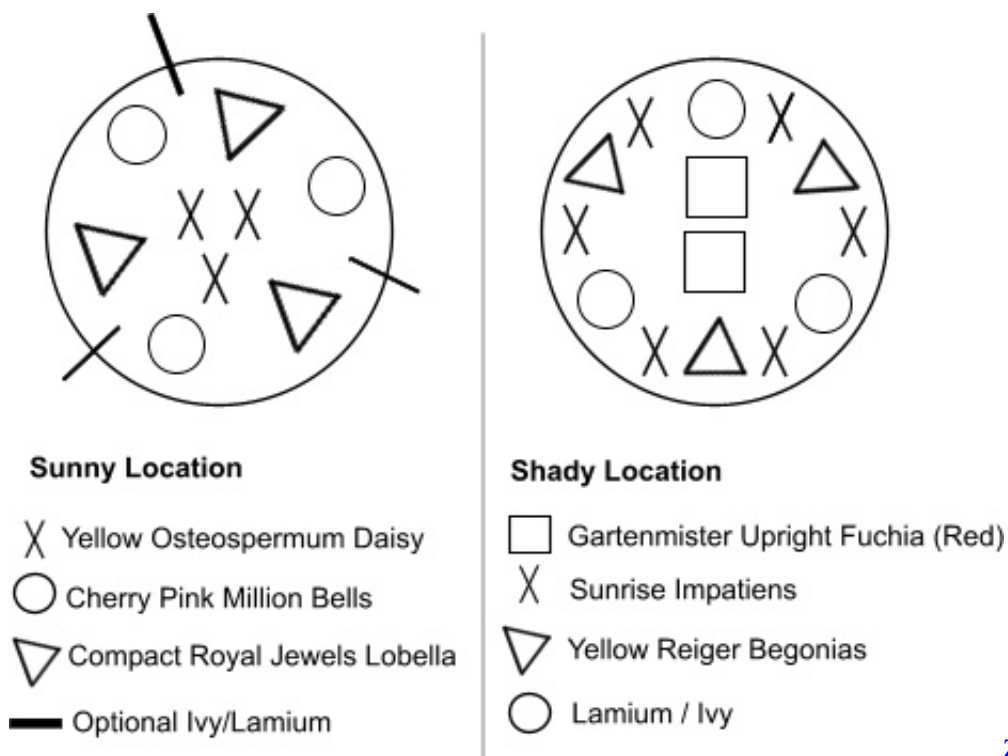 Sunny Location
Yellow Osteospermum Daisy
Cherry Pink Million Bells
Compact Royal Jewels Lobella
Optional Ivy/Lamium
Shady Location
Gartenmister Upright Fuchia (Red)
Sunrise Impatiens
Yellow Reiger Begonias
Lamium / Ivy